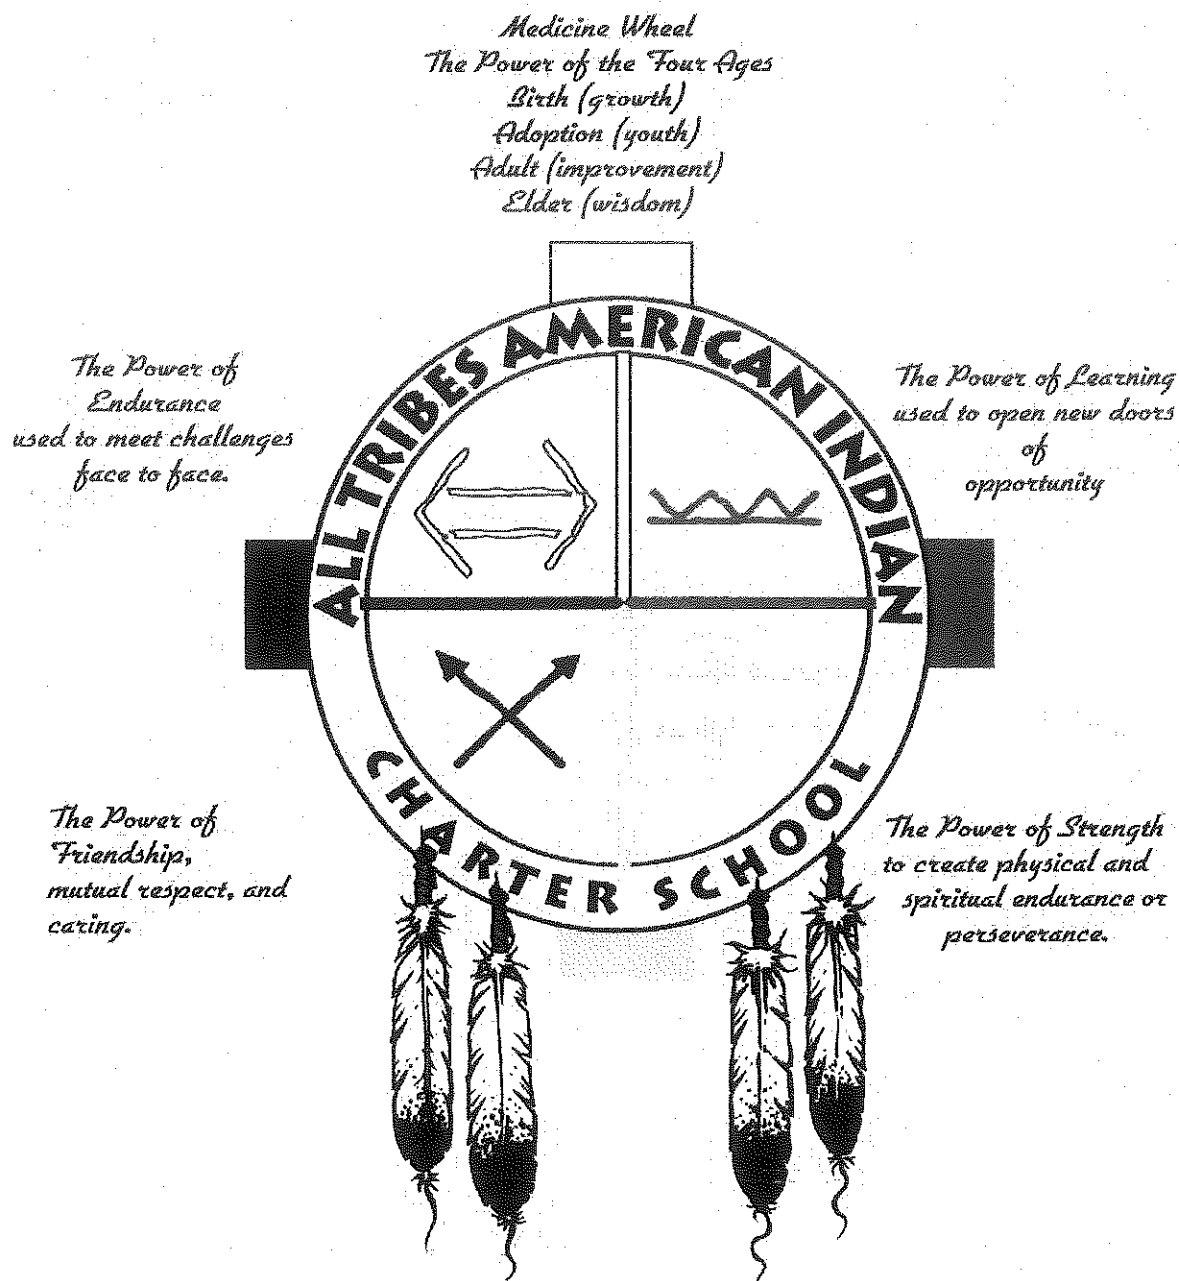 Medicine Wheel
The Power of the Four Ages
Birth (growth)
Adoption (youth)
Adult (improvement)
Elder (wisdom)
ALL TRIBES AMERICAN INDIAN
CHARTER SCHOOL
The Power of
Endurance
used to meet challenges
face to face.
The Power of Learning
used to open new doors
of
opportunity
The Power of
Friendship,
mutual respect, and
caring.
The Power of Strength
to create physical and
spiritual endurance or
perseverance.